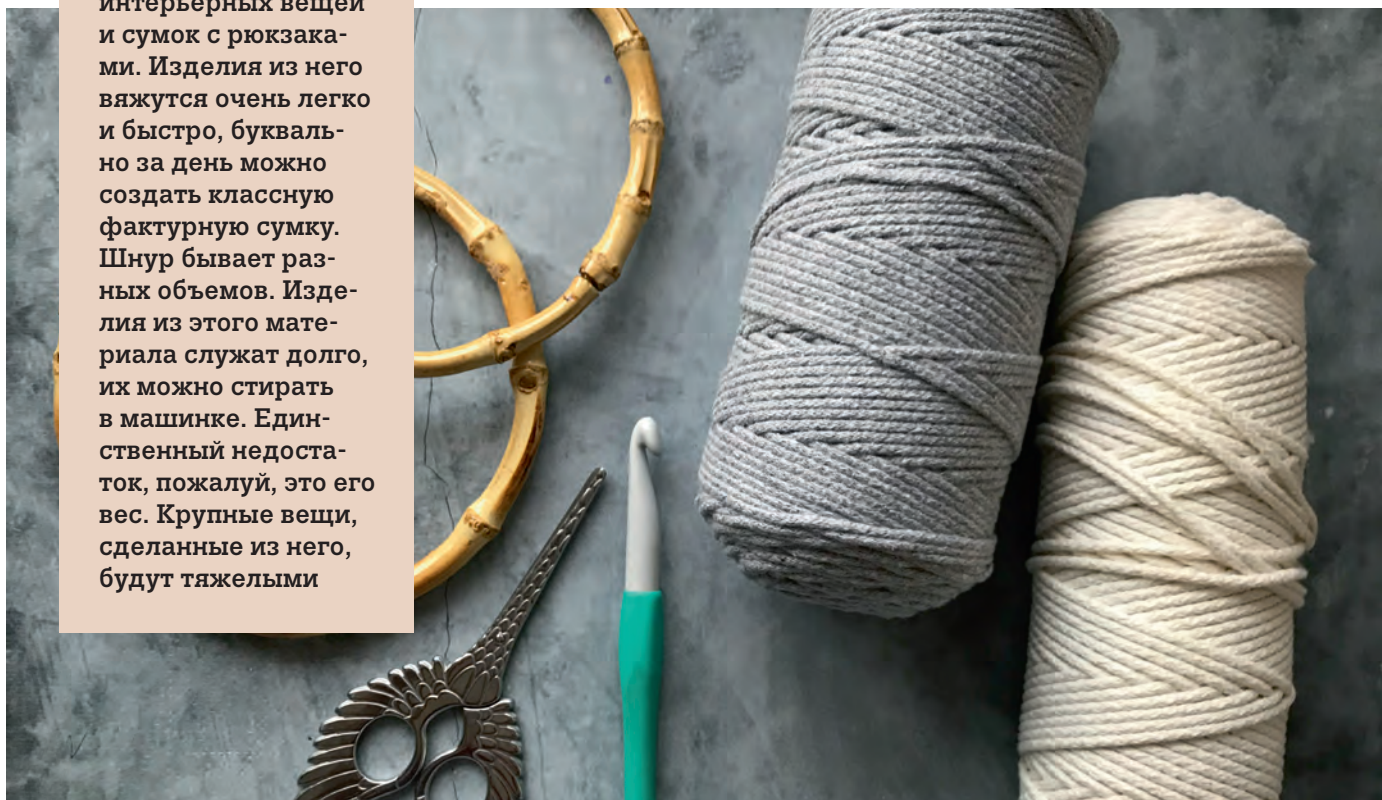 интерьерных вещей
и сумок с рюкзака-
ми. Изделия из него
вяжутся очень легко
и быстро, букваль-
но за день можно
создать классную
фактурную сумку.
Шнур бывает раз-
ных объемов. Изде-
лия из этого мате-
риала служат долго,
их можно стирать
в машинке. Един-
ственный недоста-
ток, пожалуй, это его
вес. Крупные вещи,
сделанные из него,
будут тяжелыми